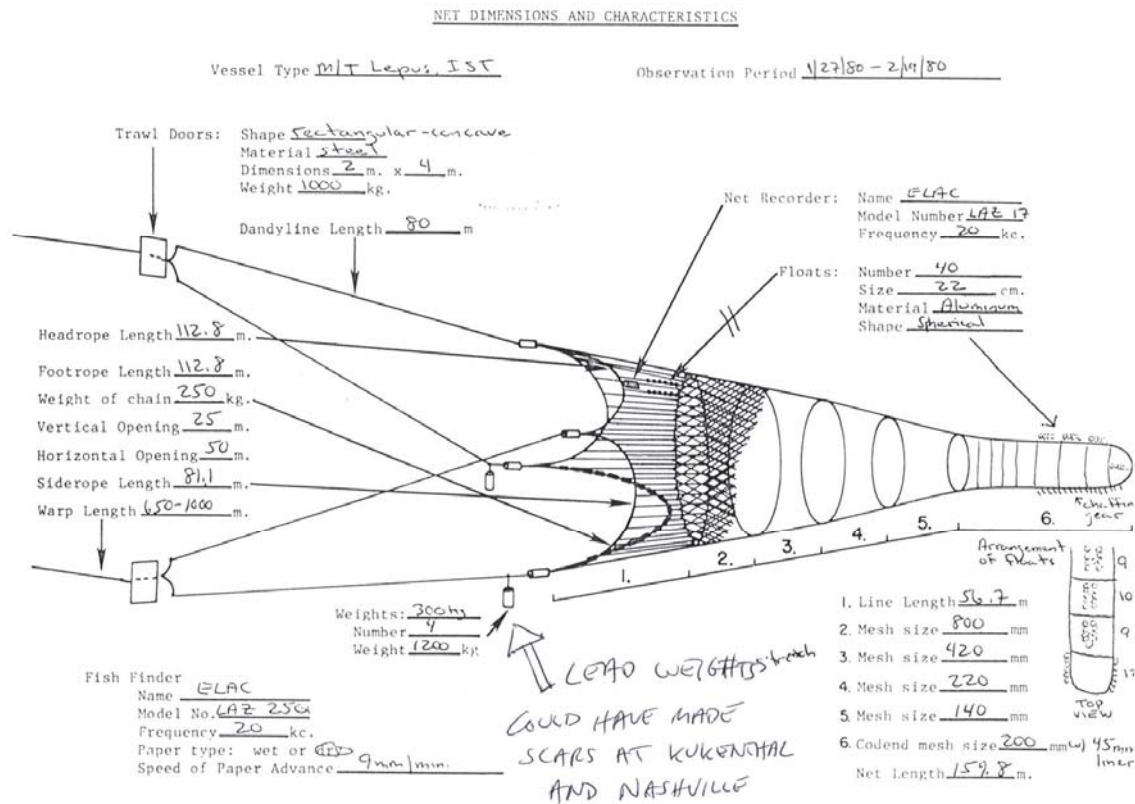 NET DIMENSIONS AND CHARACTERISTICS
Vessel Type M/T Lepus, IST
Observation Period 1/27/80 - 2/19/80
Trawl Doors: Shape rectangular-concave
Material steel
Dimensions 2 m. x 4 m.
Weight 1000 kg.
Dandyline Length 80 m
Net Recorder: Name ELAC
Model Number LAZ 17
Frequency 20 kc.
Floats: Number 40
Size 22 cm.
Material Aluminum
Shape Spherical
Headrope Length 112.8 m.
Footrope Length 112.8 m.
Weight of chain 250 kg.
Vertical Opening 25 m.
Horizontal Opening 50 m.
Siderope Length 81.1 m.
Warp Length 650-1000 m.
chaffing
gear
1. 2. 3. 4. 5. 6.
Arrangement
of floats
9
10
9
TOP
VIEW
Weights: 300 kg
Number 4
Weight 1200 kg
1. Line Length 56.7 m
2. Mesh size 800 mm
3. Mesh size 420 mm
4. Mesh size 220 mm
5. Mesh size 140 mm
6. Codend mesh size 200 mm w/ 45mm
liner
Net Length 159.8 m.
stretch
Fish Finder
Name ELAC
Model No. LAZ
Frequency 20 kc.
Paper type: wet or dry
Speed of Paper Advance 9mm/min.
LEAD WEIGHTS
COULD HAVE MADE
SCARS AT KUKENTHAL
AND NASHVILLE